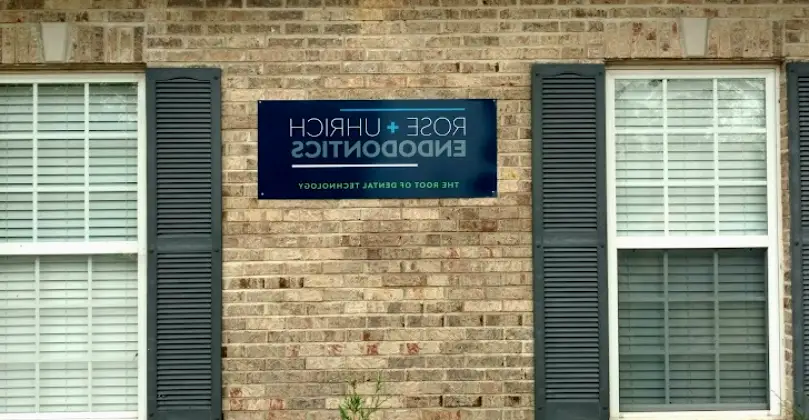 ROSE + UHRICH
ENDODONTICS
THE ROOT OF DENTAL TECHNOLOGY